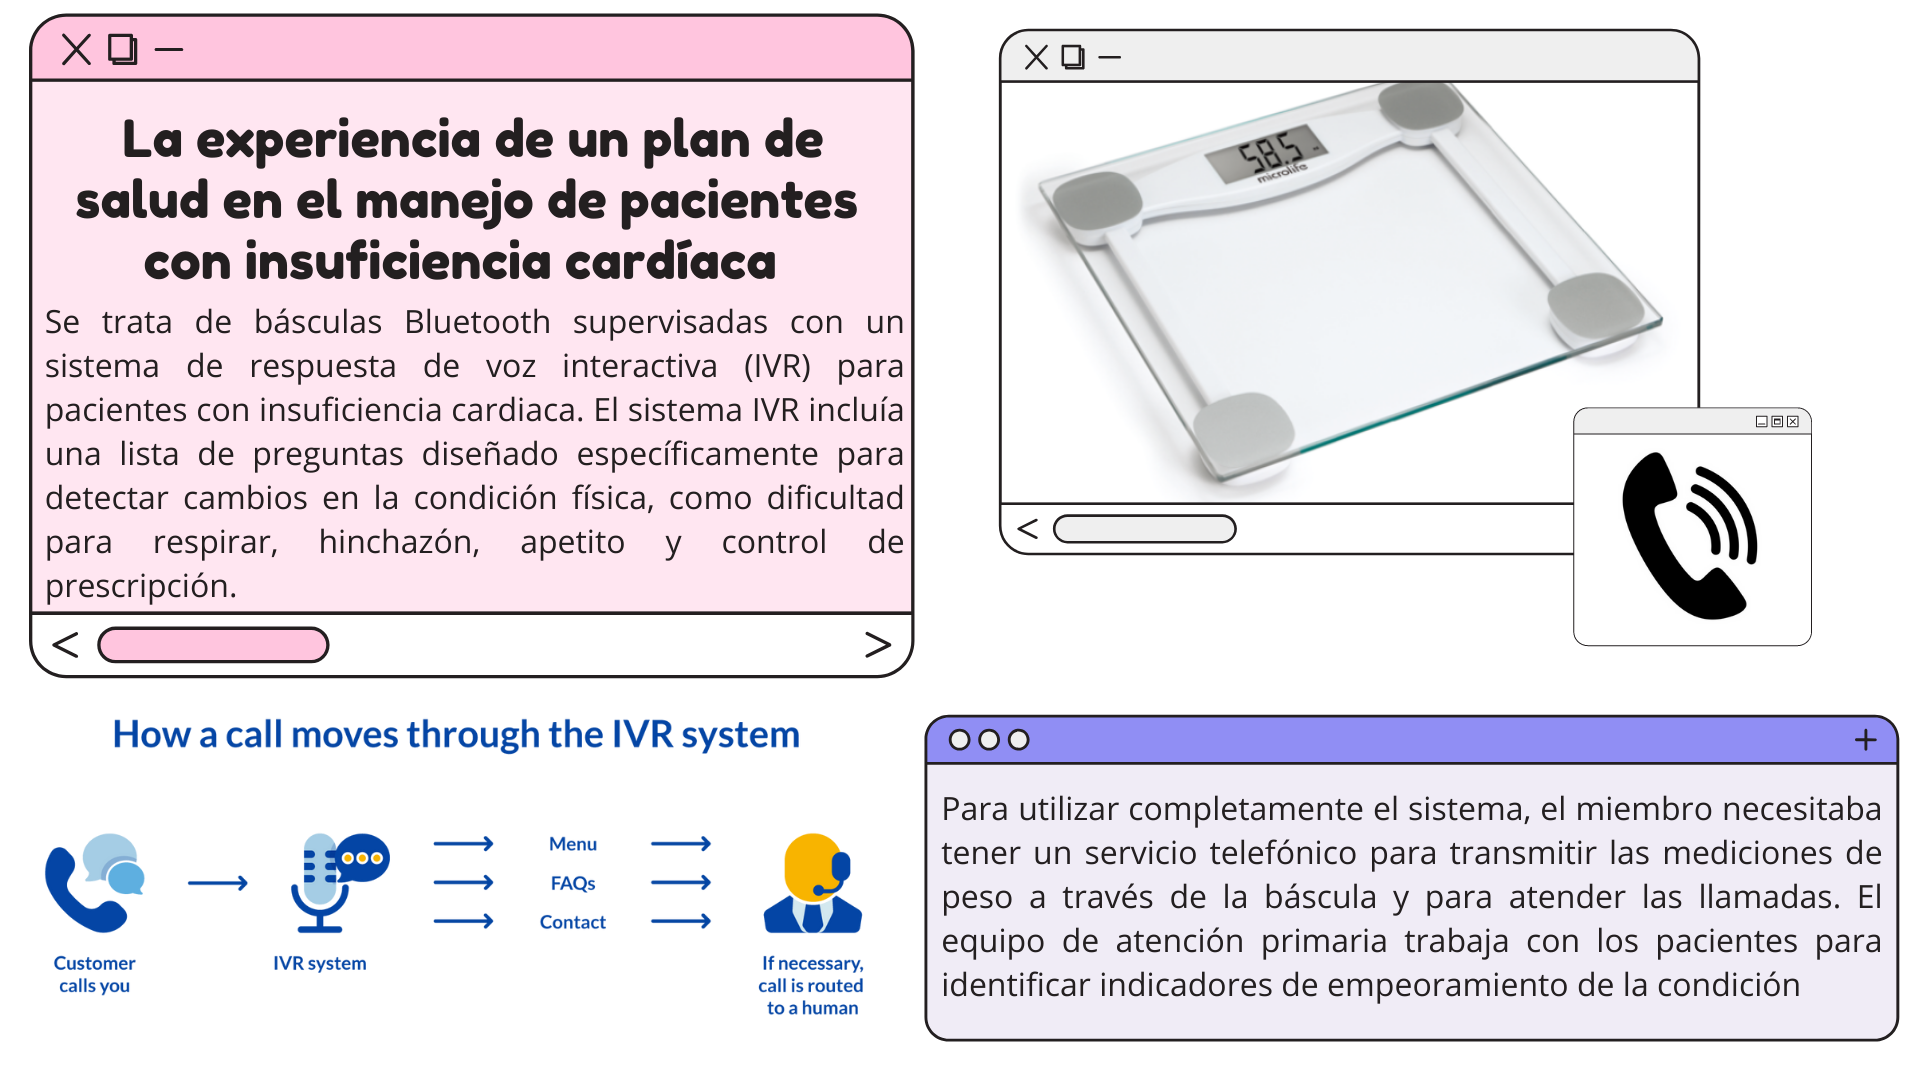 La experiencia de un plan de
salud en el manejo de pacientes
con insuficiencia cardíaca
Se trata de básculas Bluetooth supervisadas con un
sistema de respuesta de voz interactiva (IVR) para
pacientes con insuficiencia cardiaca. El sistema IVR incluía
una lista de preguntas diseñado específicamente para
detectar cambios en la condición física, como dificultad
para respirar, hinchazón, apetito y control de
prescripción.
58.5
microlife
How a call moves through the IVR system
Customer
calls you
IVR system
Menu
FAQs
Contact
If necessary,
call is routed
to a human
Para utilizar completamente el sistema, el miembro necesitaba
tener un servicio telefónico para transmitir las mediciones de
peso a través de la báscula y para atender las llamadas. El
equipo de atención primaria trabaja con los pacientes para
identificar indicadores de empeoramiento de la condición